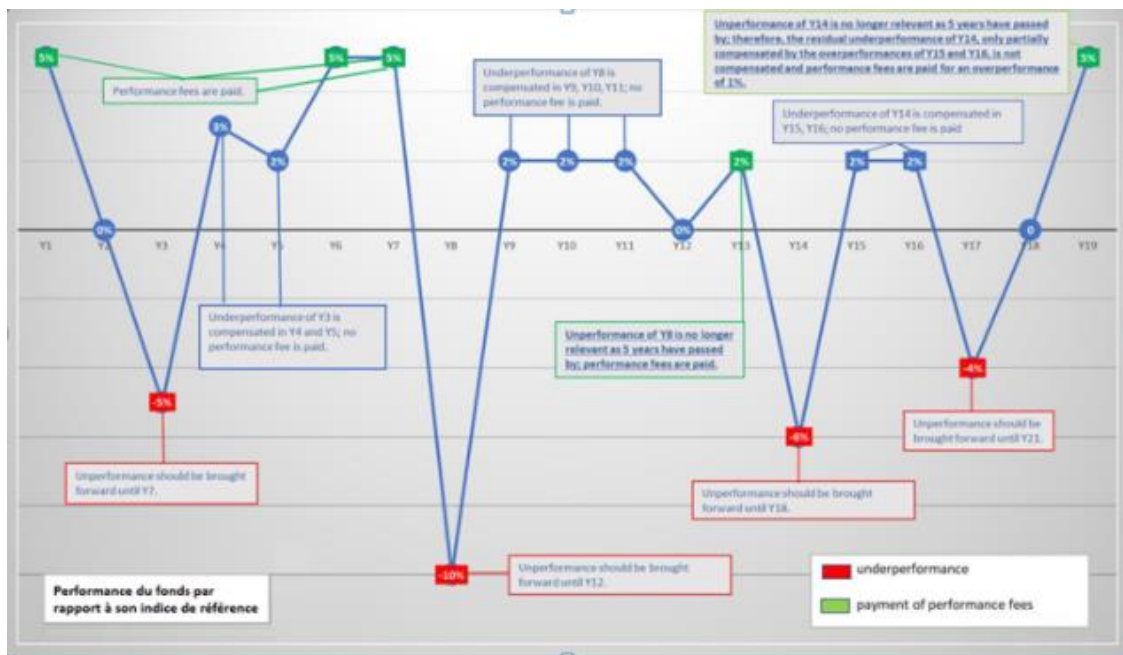 Unperformance of Y14 is no longer relevant as 5 years have passed
by; therefore, the residual underperformance of Y14, only partially
compensated by the overperformances of Y15 and Y16, is not
compensated and performance fees are paid for an overperformance
of 1%.
5%
5%
5%
5%
Performance fees are paid.
Underperformance of Y8 is
compensated in Y9, Y10, Y11; no
performance fee is paid.
Underperformance of Y14 is compensated in
Y15, Y16; no performance fee is paid
3%
2%
2%
2%
2%
2%
2%
0%
0%
0
Y1
Y2
Y3
Y4
Y5
Y6
Y7
Y8
Y9
Y10
Y11
Y12
Y13
Y14
Y15
Y16
Y17
Y18
Y19
Underperformance of Y3 is
compensated in Y4 and Y5; no
performance fee is paid.
Unperformance of Y8 is no longer
relevant as 5 years have passed
by; performance fees are paid.
-5%
-4%
-6%
-10%
Unperformance should be brought
forward until Y7.
Unperformance should be
brought forward until Y21.
Unperformance should be brought
forward until Y18.
Unperformance should be brought
forward until Y12.
Performance du fonds par
rapport à son indice de référence
underperformance
payment of performance fees